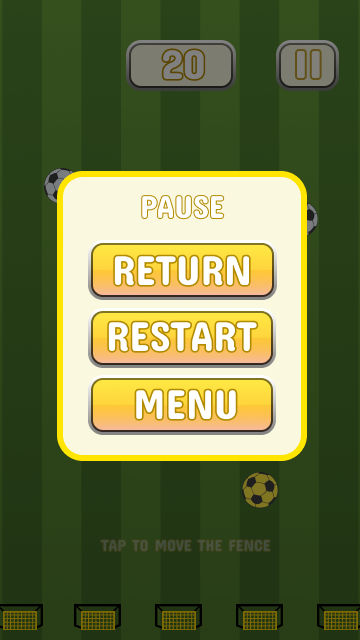 20
PAUSE
RETURN
RESTART
MENU
TAP TO MOVE THE FENCE